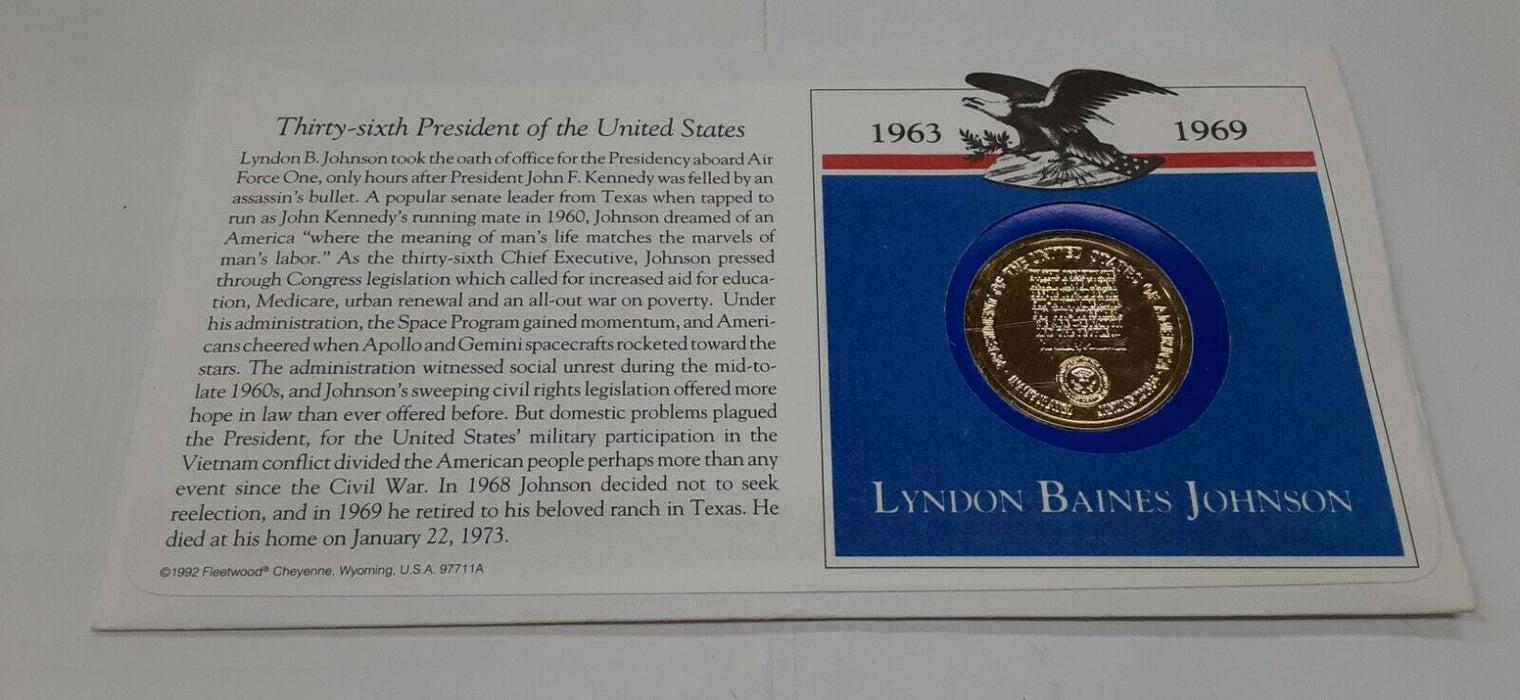 Thirty-sixth President of the United States
Lyndon B. Johnson took the oath of office for the Presidency aboard Air
Force One, only hours after President John F. Kennedy was felled by an
assassin's bullet. A popular senate leader from Texas when tapped to
run as John Kennedy's running mate in 1960, Johnson dreamed of an
America "where the meaning of man's life matches the marvels of
man's labor." As the thirty-sixth Chief Executive, Johnson pressed
through Congress legislation which called for increased aid for educa-
tion, Medicare, urban renewal and an all-out war on poverty. Under
his administration, the Space Program gained momentum, and Ameri-
cans cheered when Apollo and Gemini spacecrafts rocketed toward the
stars. The administration witnessed social unrest during the mid-to-
late 1960s, and Johnson's sweeping civil rights legislation offered more
hope in law than ever offered before. But domestic problems plagued
the President, for the United States' military participation in the
Vietnam conflict divided the American people perhaps more than any
event since the Civil War. In 1968 Johnson decided not to seek
reelection, and in 1969 he retired to his beloved ranch in Texas. He
died at his home on January 22, 1973.
©1992 Fleetwood® Cheyenne, Wyoming, U.S.A. 97711A
1963 1969
PRESIDENT OF THE UNITED STATES OF AMERICA
LYNDON BAINES JOHNSON